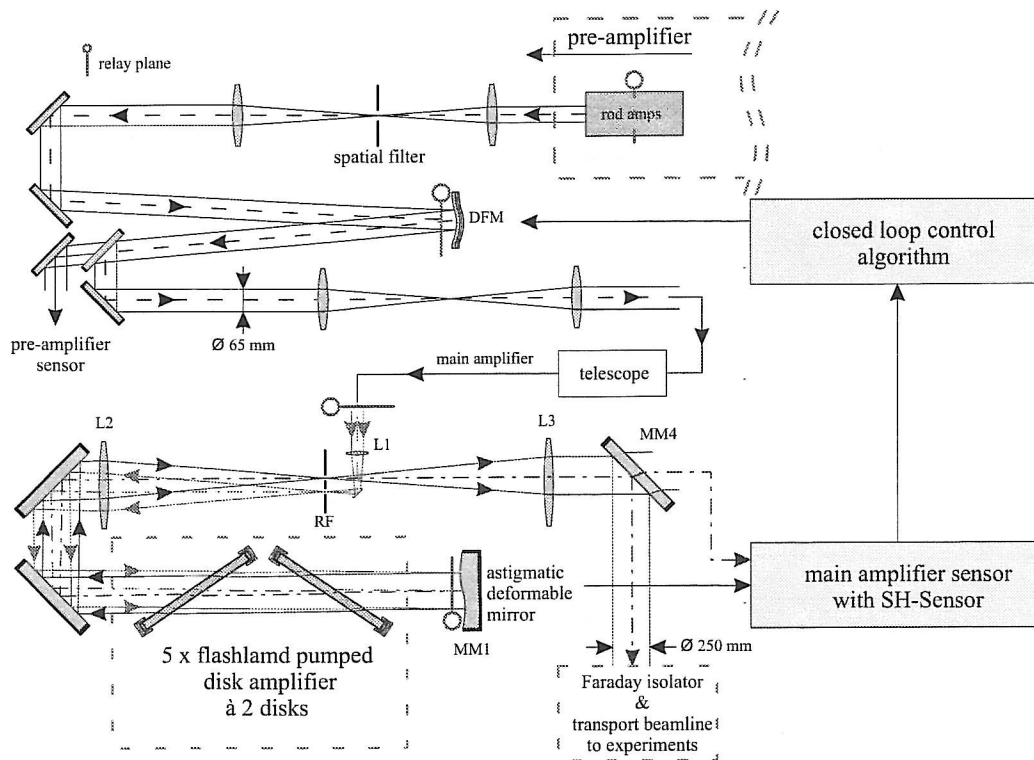 pre-amplifier
relay plane
rod amps
spatial filter
DFM
closed loop control
algorithm
pre-amplifier
sensor
Ø 65 mm
main amplifier
telescope
L2
L1
L3
MM4
RF
astigmatic
deformable
mirror
MM1
main amplifier sensor
with SH-Sensor
5 x flashlamd pumped
disk amplifier
à 2 disks
Ø 250 mm
Faraday isolator
&
transport beamline
to experiments